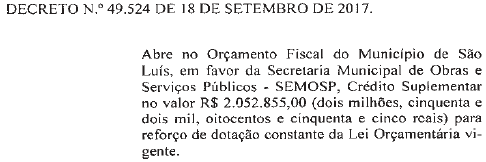 DECRETO N.º 49.524 DE 18 DE SETEMBRO DE 2017.
Abre no Orçamento Fiscal do Município de São
Luís, em favor da Secretaria Municipal de Obras e
Serviços Públicos - SEMOSP, Crédito Suplementar
no valor R$ 2.052.855,00 (dois milhões, cinquenta e
dois mil, oitocentos e cinquenta e cinco reais) para
reforço de dotação constante da Lei Orçamentária vi-
gente.